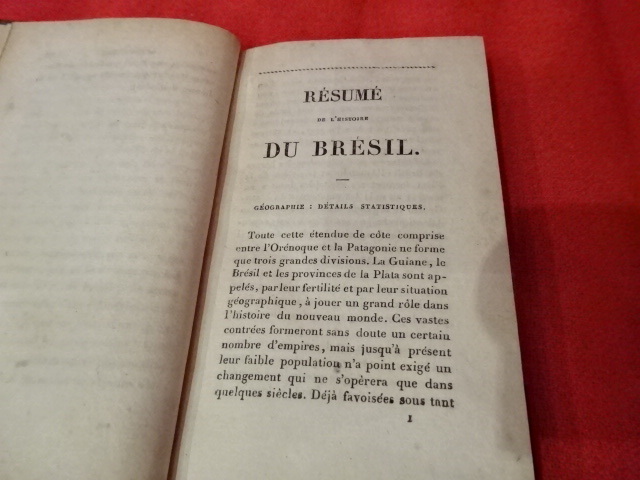 RÉSUMÉ
DE L'HISTOIRE
DU BRÉSIL.
GÉOGRAPHIE : DÉTAILS STATISTIQUES.
Toute cette étendue de côte comprise
entre l'Orénoque et la Patagonie ne forme
que trois grandes divisions. La Guiane, le
Brésil et les provinces de la Plata sont ap-
pelés, par leur fertilité et par leur situation
géographique, à jouer un grand rôle dans
l'histoire du nouveau monde. Ces vastes
contrées formeront sans doute un certain
nombre d'empires, mais jusqu'à présent
leur faible population n'a point exigé un
changement qui ne s'opèrera que dans
quelques siècles. Déjà favoisées sous tant
1